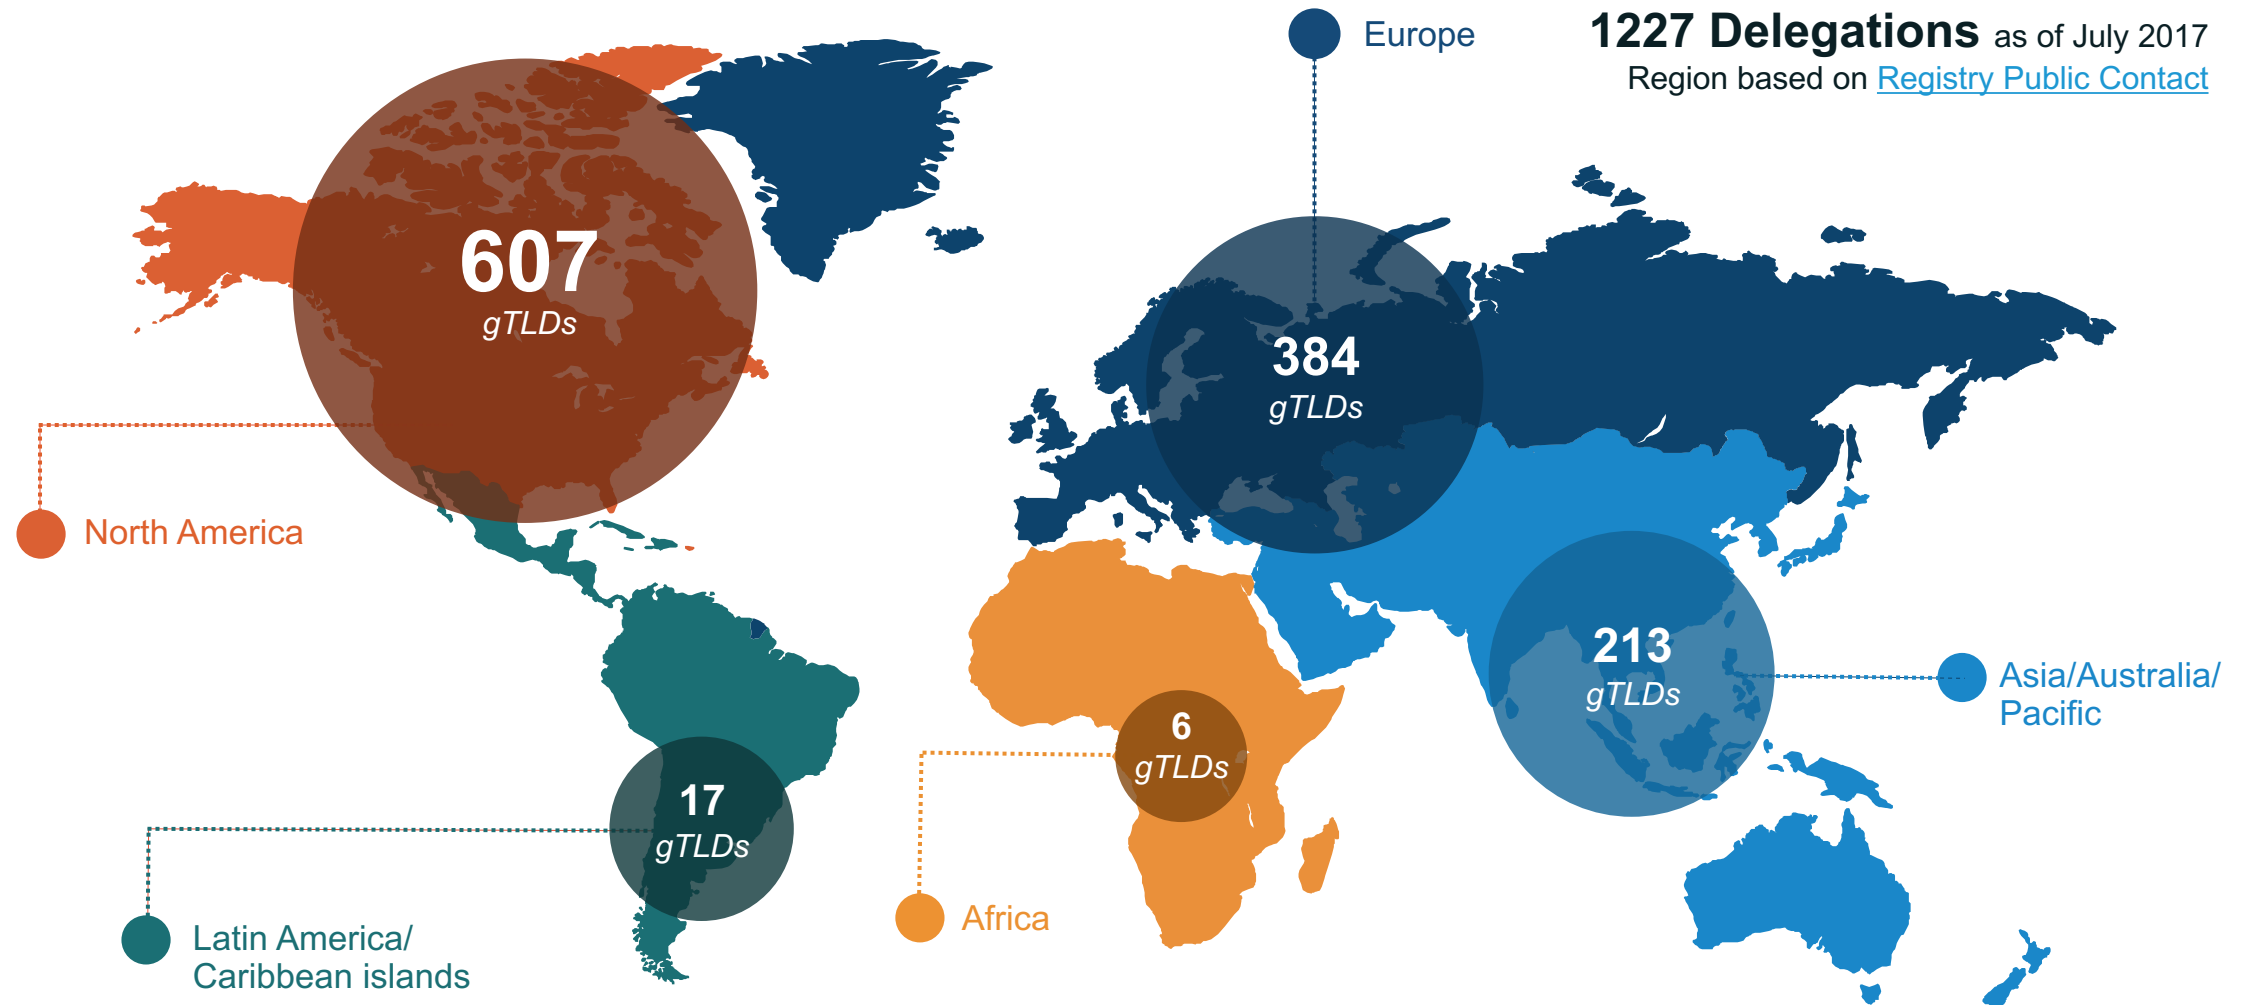 Europe
1227 Delegations as of July 2017
Region based on Registry Public Contact
607
gTLDs
384
gTLDs
North America
213
gTLDs
Asia/Australia/
Pacific
6
gTLDs
17
gTLDs
Africa
Latin America/
Caribbean islands